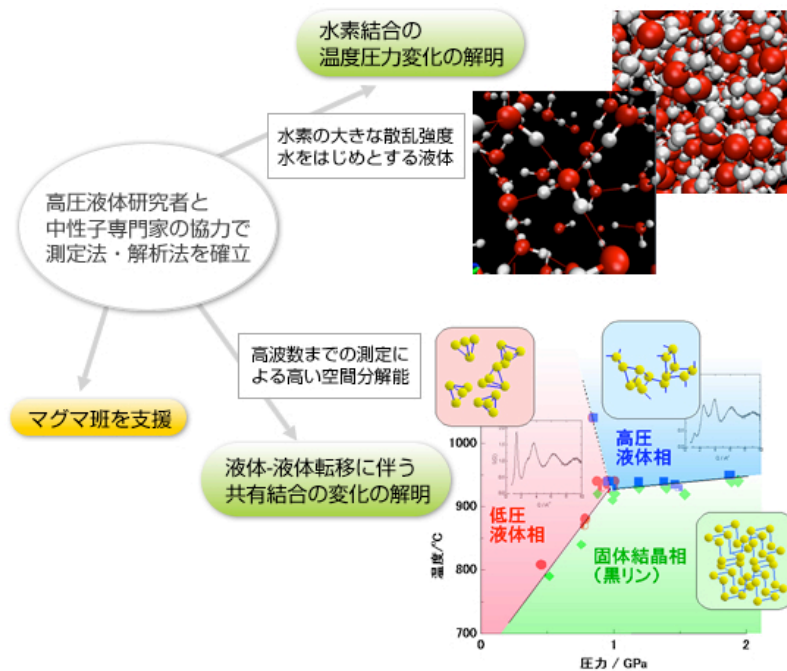 水素結合の
温度圧力変化の解明
水素の大きな散乱強度
水をはじめとする液体
高圧液体研究者と
中性子専門家の協力で
測定法・解析法を確立
高波数までの測定に
よる高い空間分解能
マグマ班を支援
液体-液体転移に伴う
共有結合の変化の解明
高圧
液体相
低圧
液体相
固体結晶相
(黒リン)
温度/℃
1000
900
800
700
0
1
2
圧力 / GPa